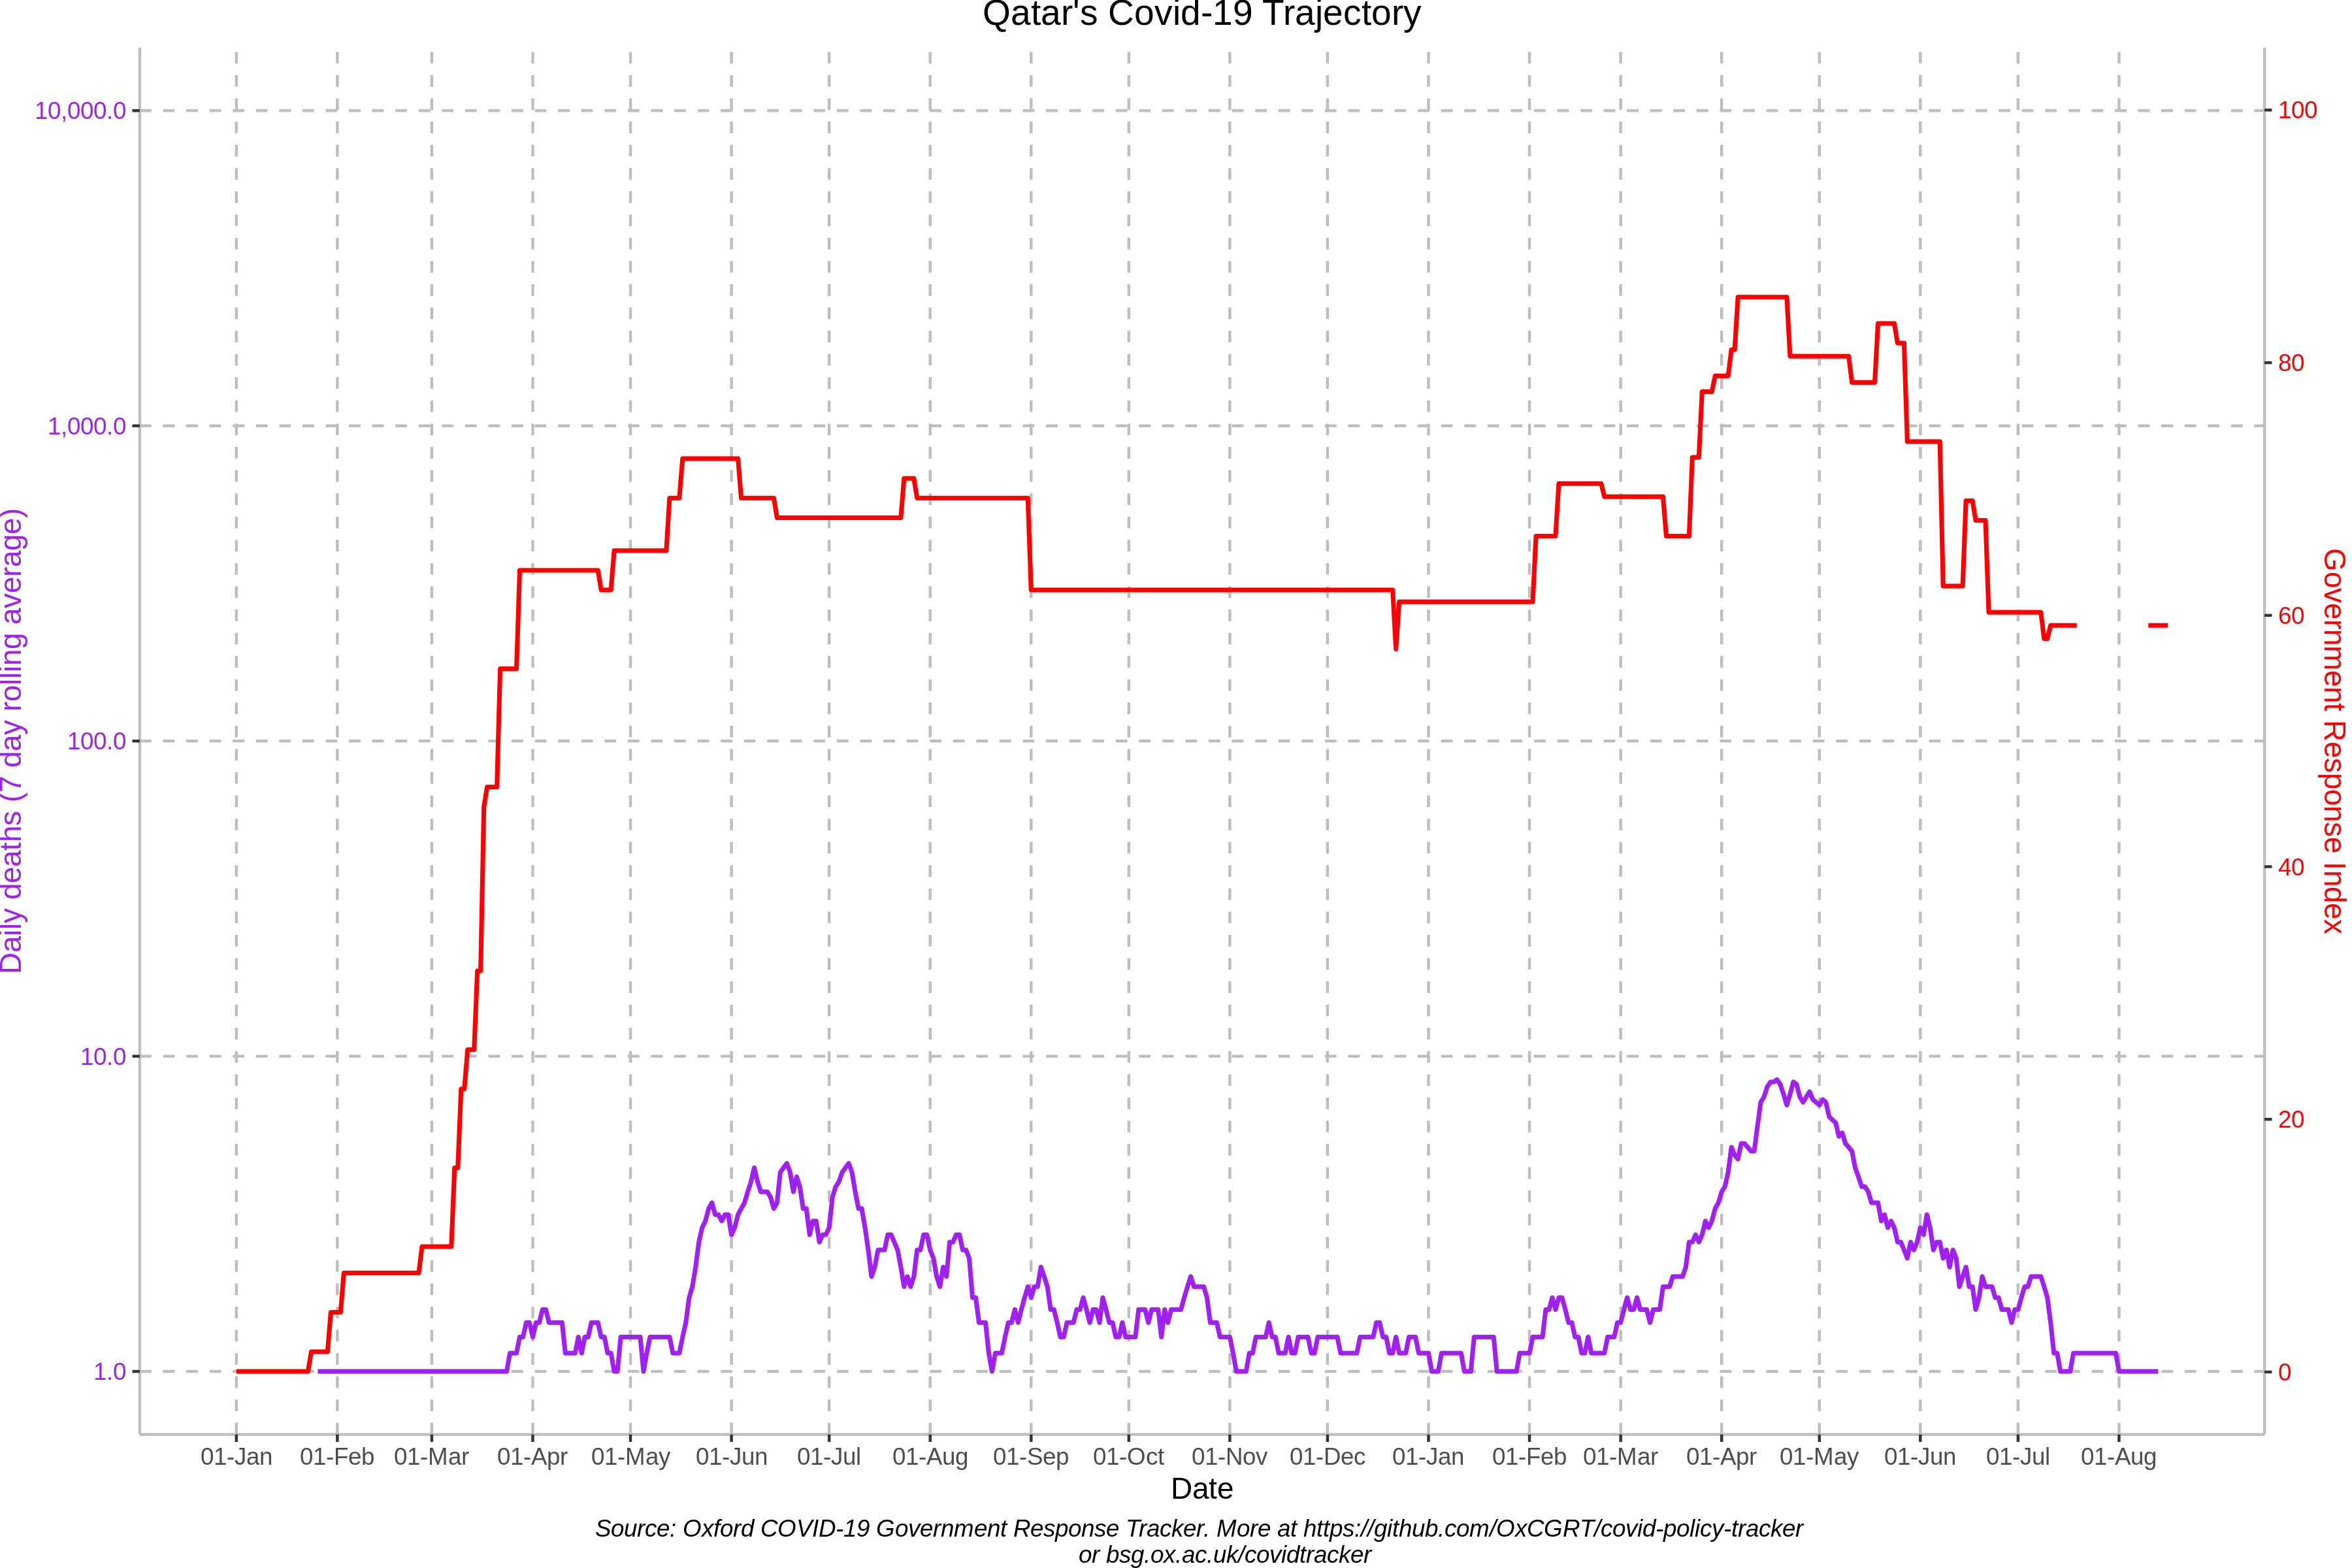 Qatar's Covid-19 Trajectory
10,000.0
1,000.0
100.0
10.0
1.0
Daily deaths (7 day rolling average)
100
80
60
40
20
0
Government Response Index
01-Jan 01-Feb 01-Mar 01-Apr 01-May 01-Jun 01-Jul 01-Aug 01-Sep 01-Oct 01-Nov 01-Dec 01-Jan 01-Feb 01-Mar 01-Apr 01-May 01-Jun 01-Jul 01-Aug
Date
Source: Oxford COVID-19 Government Response Tracker. More at https://github.com/OxCGRT/covid-policy-tracker
or bsg.ox.ac.uk/covidtracker